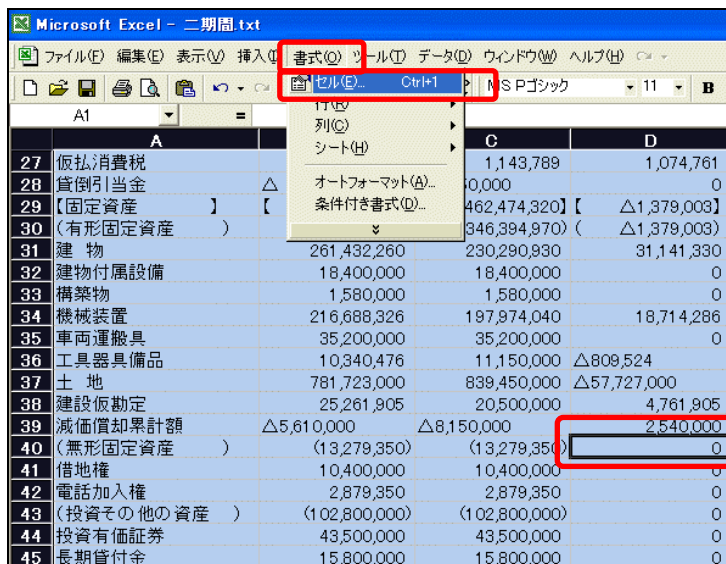 Microsoft Excel - 二期間.txt
ファイル(F) 編集(E) 表示(V) 挿入(I 書式(O) ツール(T) データ(D) ウィンドウ(W) ヘルプ(H)
セル(E)... Ctrl+1 MS Pゴシック 11 B
A1 =
行(R)
列(C)
シート(H)
オートフォーマット(A)...
条件付き書式(D)...
A C D
27 仮払消費税 1,143,789 1,074,761
28 貸倒引当金 △ 0,000 0
29 【固定資産 】 【 462,474,320】 【 △1,379,003】
30 (有形固定資産 ) 346,394,970) ( △1,379,003)
31 建 物 261,432,260 230,290,930 31,141,330
32 建物付属設備 18,400,000 18,400,000 0
33 構築物 1,580,000 1,580,000 0
34 機械装置 216,688,326 197,974,040 18,714,286
35 車両運搬具 35,200,000 35,200,000 0
36 工具器具備品 10,340,476 11,150,000 △809,524
37 土 地 781,723,000 839,450,000 △57,727,000
38 建設仮勘定 25,261,905 20,500,000 4,761,905
39 減価償却累計額 △5,610,000 △8,150,000 2,540,000
40 (無形固定資産 ) (13,279,350) (13,279,350) 0
41 借地権 10,400,000 10,400,000 0
42 電話加入権 2,879,350 2,879,350 0
43 (投資その他の資産 ) (102,800,000) (102,800,000) 0
44 投資有価証券 43,500,000 43,500,000 0
45 長期貸付金 15,800,000 15,800,000 0